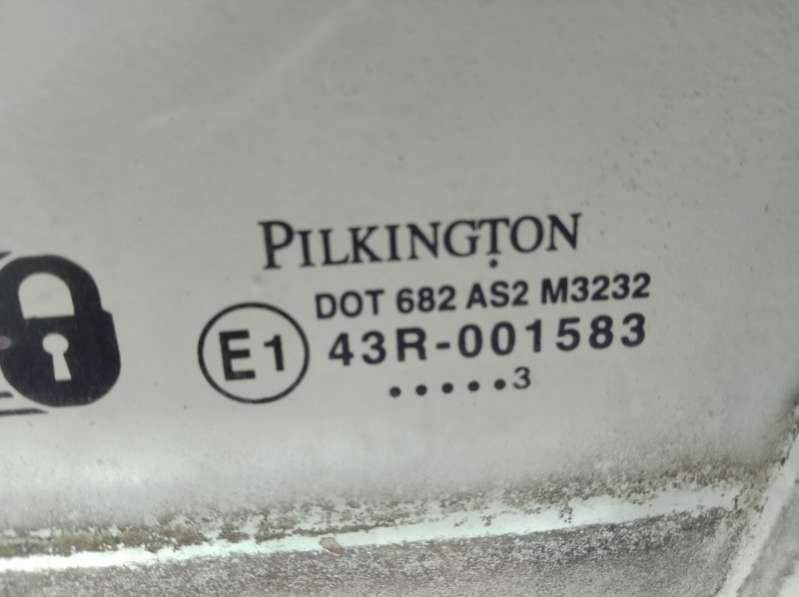 PILKINGTON
DOT 682 AS2 M3232
E1 43R-001583
.....3